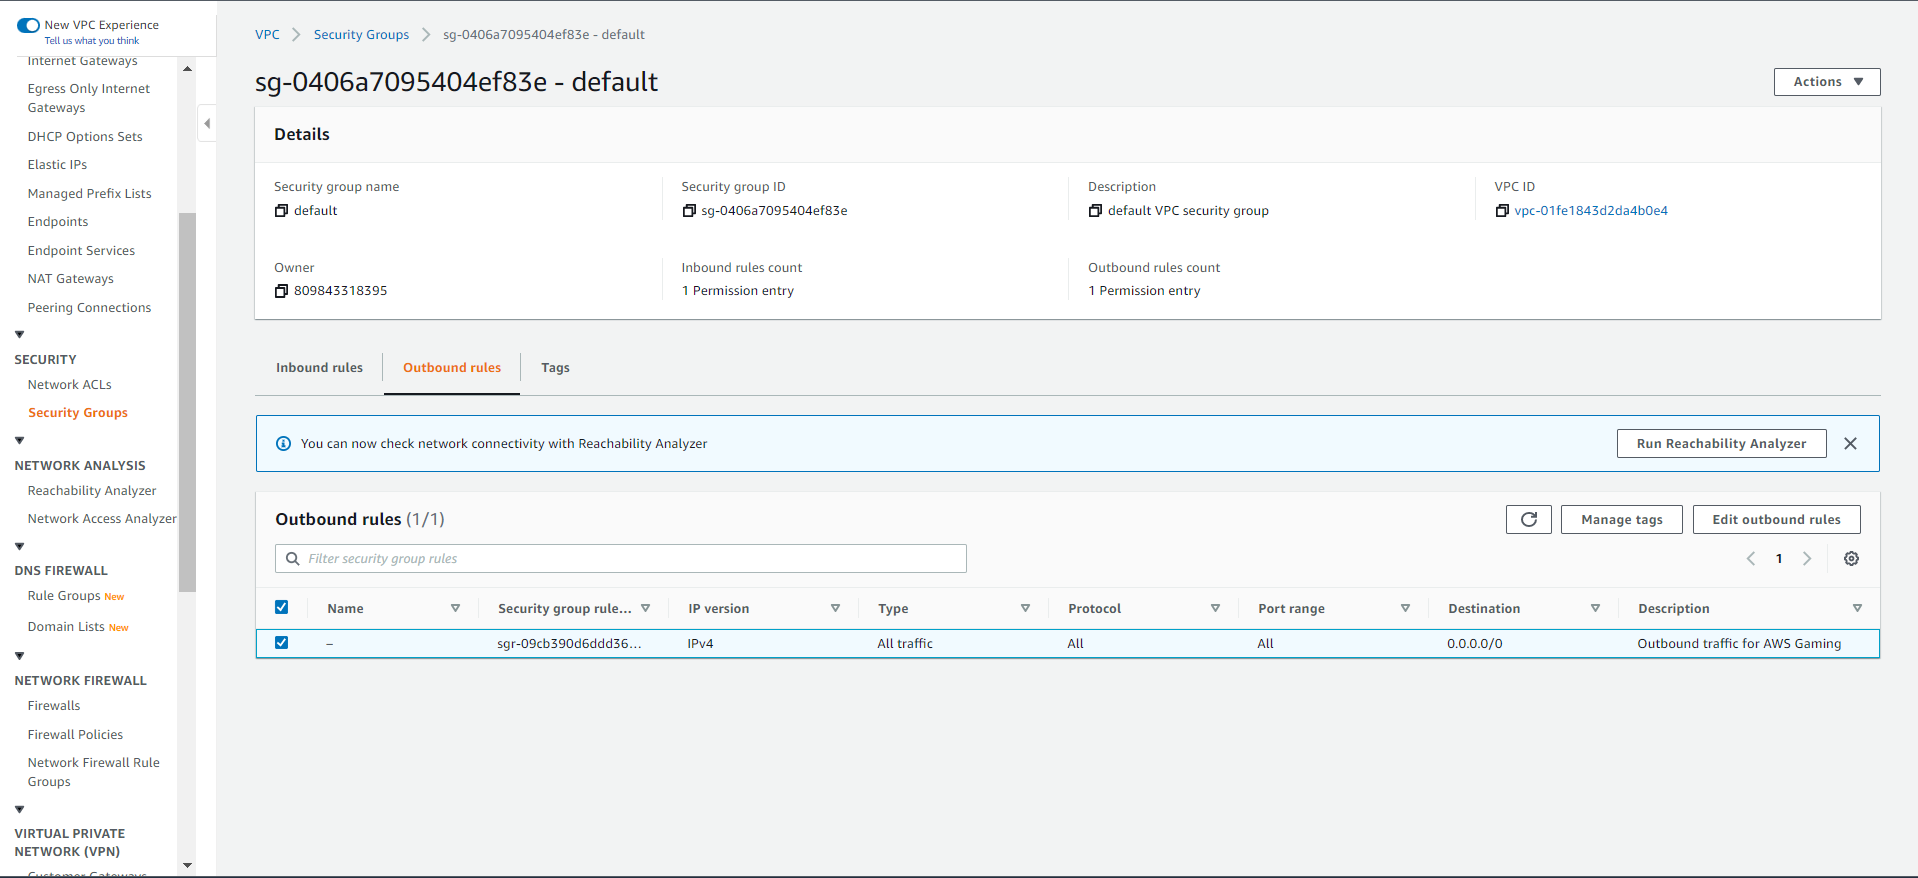 New VPC Experience
Tell us what you think
Internet Gateways
Egress Only Internet
Gateways
DHCP Options Sets
Elastic IPs
Managed Prefix Lists
Endpoints
Endpoint Services
NAT Gateways
Peering Connections
SECURITY
Network ACLs
Security Groups
NETWORK ANALYSIS
Reachability Analyzer
Network Access Analyzer
DNS FIREWALL
Rule Groups New
Domain Lists New
NETWORK FIREWALL
Firewalls
Firewall Policies
Network Firewall Rule
Groups
VIRTUAL PRIVATE
NETWORK (VPN)
Customer Gateways
VPC Security Groups sg-0406a7095404ef83e - default
sg-0406a7095404ef83e - default
Actions
Details
Security group name
default
Security group ID
sg-0406a7095404ef83e
Description
default VPC security group
VPC ID
vpc-01fe1843d2da4b0e4
Owner
809843318395
Inbound rules count
1 Permission entry
Outbound rules count
1 Permission entry
Inbound rules Outbound rules Tags
You can now check network connectivity with Reachability Analyzer
Run Reachability Analyzer
Outbound rules (1/1)
Manage tags
Edit outbound rules
Filter security group rules
1
Name Security group rule... IP version Type Protocol Port range Destination Description
– sgr-09cb390d6ddd36... IPv4 All traffic All All 0.0.0.0/0 Outbound traffic for AWS Gaming